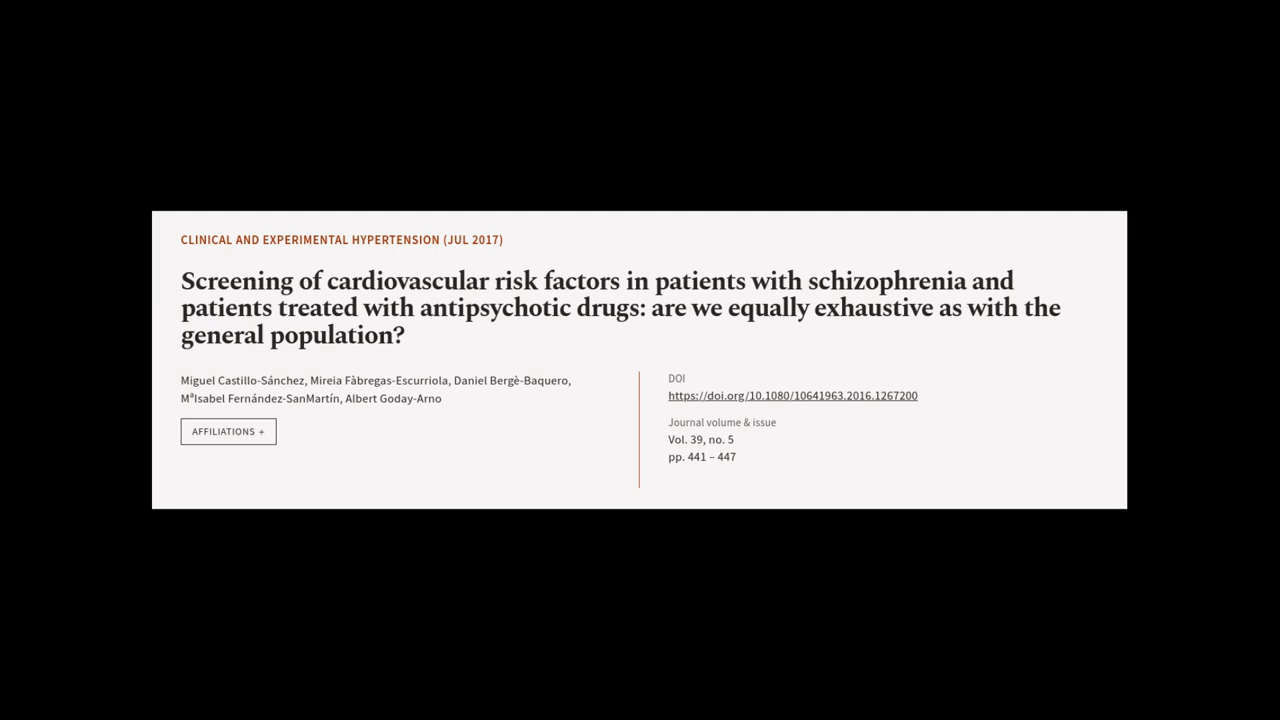 CLINICAL AND EXPERIMENTAL HYPERTENSION (JUL 2017)
Screening of cardiovascular risk factors in patients with schizophrenia and
patients treated with antipsychotic drugs: are we equally exhaustive as with the
general population?
Miguel Castillo-Sánchez, Mireia Fàbregas-Escurriola, Daniel Bergè-Baquero,
MªIsabel Fernández-SanMartín, Albert Goday-Arno
AFFILIATIONS +
DOI
https://doi.org/10.1080/10641963.2016.1267200
Journal volume & issue
Vol. 39, no. 5
pp. 441 – 447